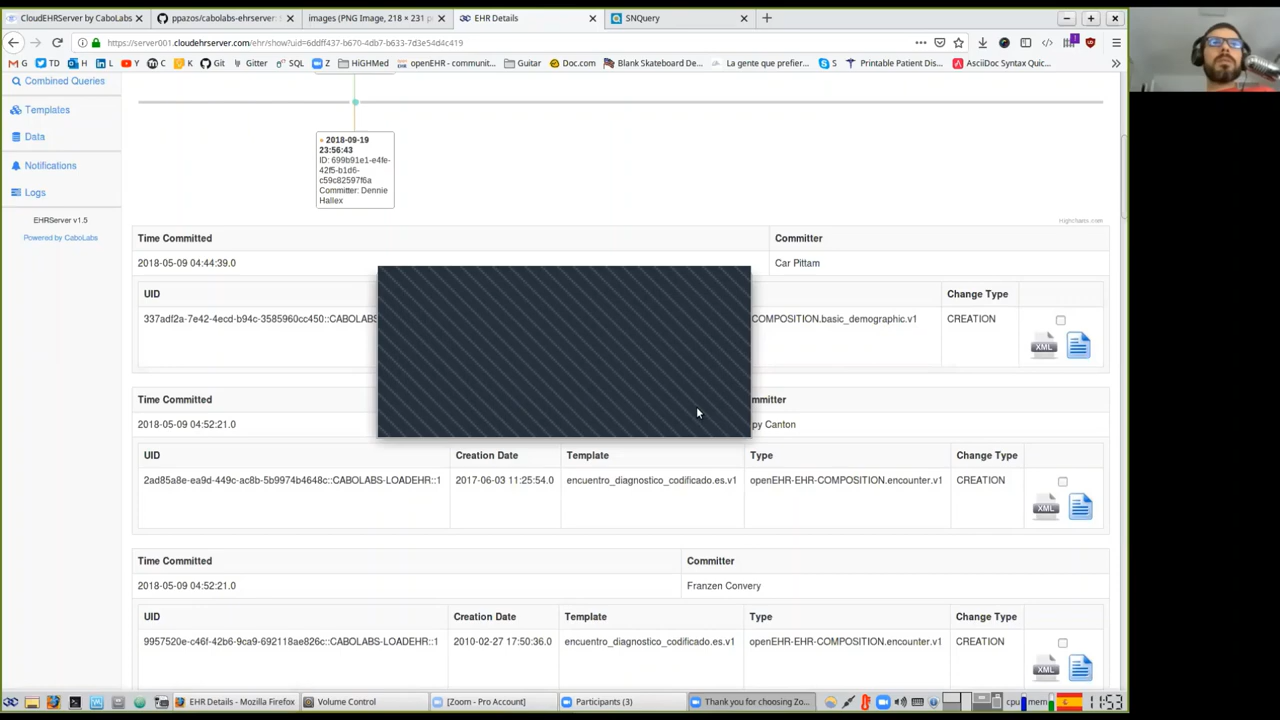 CloudEHRServer by CaboLabs
ppazos/cabolabs-ehrserver:
images (PNG Image, 218 × 231 p
EHR Details
SNQuery
https://server001.cloudehrserver.com/ehr/show?uid=6ddff437-b670-4db7-b633-7d3e54d4c419
G
TD
H
L
Y
C
K
Git
Gitter
SQL
Z
HiGHMed
openEHR - communit...
Guitar
Doc.com
Blank Skateboard De...
La gente que prefier...
S
Printable Patient Dis...
AsciiDoc Syntax Quic...
Combined Queries
Templates
Data
Notifications
Logs
EHRServer v1.5
Powered by CaboLabs
2018-09-19
23:56:43
ID: 699b91e1-e4fe-
42f5-b1d6-
c59c82597f6a
Committer: Dennie
Hallex
Highcharts.com
Time Committed Committer
2018-05-09 04:44:39.0 Car Pittam
UID Change Type
337adf2a-7e42-4ecd-b94c-3585960cc450::CABOLABS COMPOSITION.basic_demographic.v1 CREATION
XML
Time Committed mmitter
2018-05-09 04:52:21.0 py Canton
UID Creation Date Template Type Change Type
2ad85a8e-ea9d-449c-ac8b-5b9974b4648c::CABOLABS-LOADEHR::1 2017-06-03 11:25:54.0 encuentro_diagnostico_codificado.es.v1 openEHR-EHR-COMPOSITION.encounter.v1 CREATION
XML
Time Committed Committer
2018-05-09 04:52:21.0 Franzen Convery
UID Creation Date Template Type Change Type
9957520e-c46f-42b6-9ca9-692118ae826c::CABOLABS-LOADEHR::1 2010-02-27 17:50:36.0 encuentro_diagnostico_codificado.es.v1 openEHR-EHR-COMPOSITION.encounter.v1 CREATION
XML
EHR Details - Mozilla Firefox
Volume Control
[Zoom - Pro Account]
Participants (3)
Thank you for choosing Zo...
cpu
mem
11:53